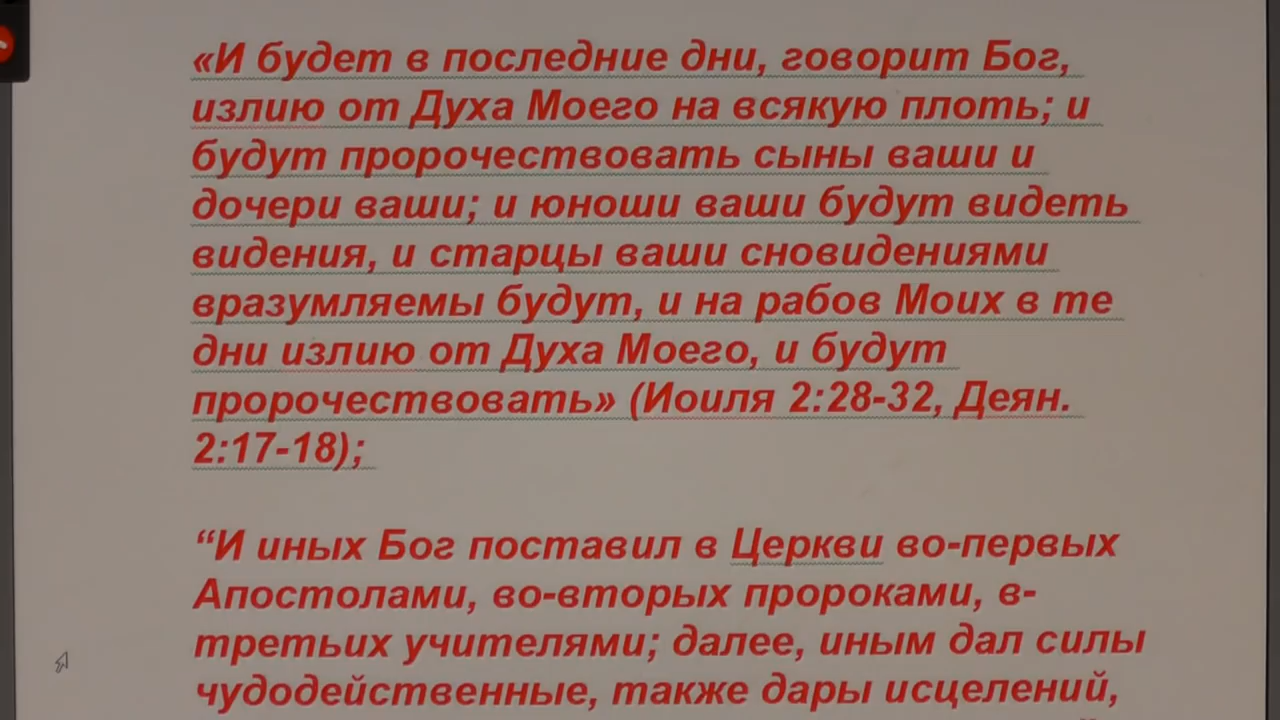 «И будет в последние дни, говорит Бог,
излию от Духа Моего на всякую плоть; и
будут пророчествовать сыны ваши и
дочери ваши; и юноши ваши будут видеть
видения, и старцы ваши сновидениями
вразумляемы будут, и на рабов Моих в те
дни излию от Духа Моего, и будут
пророчествовать» (Иоиля 2:28-32, Деян.
2:17-18);
“И иных Бог поставил в Церкви во-первых
Апостолами, во-вторых пророками, в-
третьих учителями; далее, иным дал силы
чудодейственные, также дары исцелений,